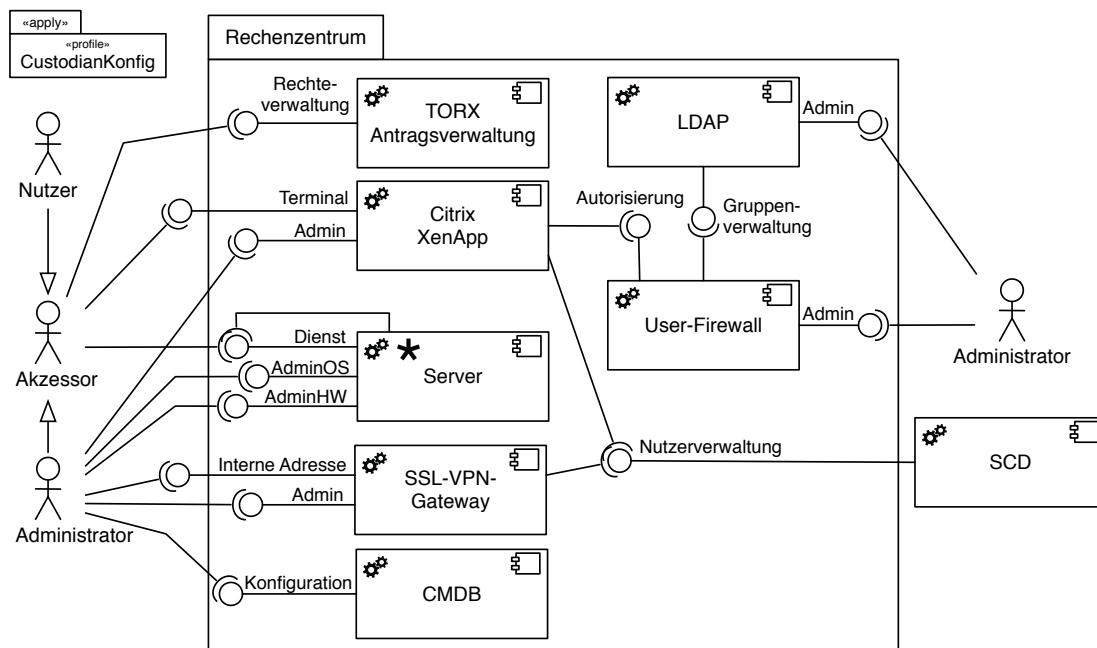 «apply»
«profile»
CustodianKonfig
Rechenzentrum
Rechte-
verwaltung
TORX
Antragsverwaltung
LDAP
Admin
Nutzer
Terminal
Admin
Citrix
XenApp
Autorisierung
Gruppen-
verwaltung
Akzessor
Dienst
AdminOS
AdminHW
*
Server
User-Firewall
Admin
Administrator
Interne Adresse
Admin
SSL-VPN-
Gateway
Nutzerverwaltung
SCD
Administrator
Konfiguration
CMDB